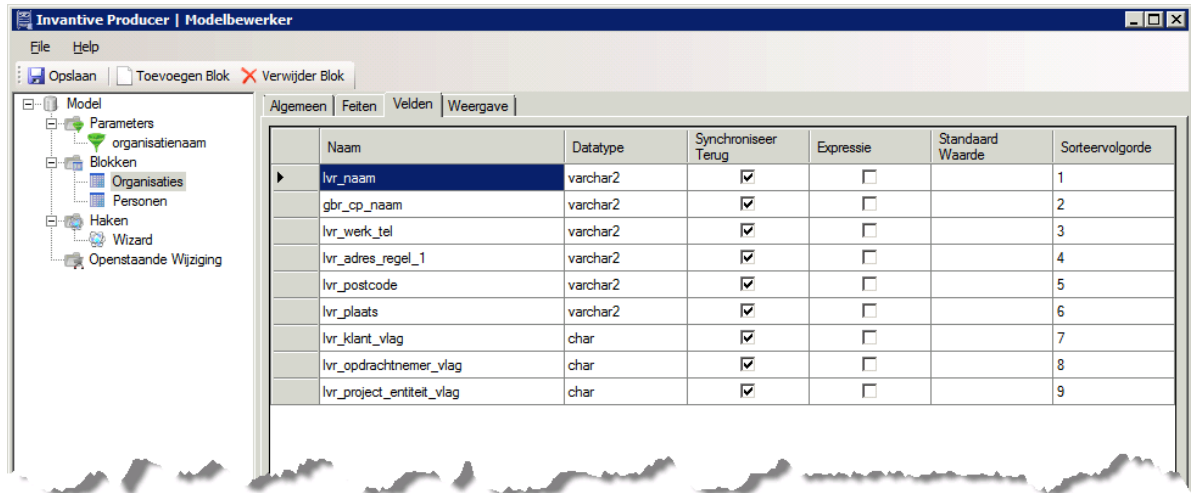 Invantive Producer | Modelbewerker
File Help
Opslaan Toevoegen Blok Verwijder Blok
Model
Parameters
organisatienaam
Blokken
Organisaties
Personen
Haken
Wizard
Openstaande Wijziging
Algemeen Feiten Velden Weergave
Naam Datatype Synchroniseer Terug Expressie Standaard Waarde Sorteervolgorde
lvr_naam varchar2 1
gbr_cp_naam varchar2 2
lvr_werk_tel varchar2 3
lvr_adres_regel_1 varchar2 4
lvr_postcode varchar2 5
lvr_plaats varchar2 6
lvr_klant_vlag char 7
lvr_opdrachtnemer_vlag char 8
lvr_project_entiteit_vlag char 9